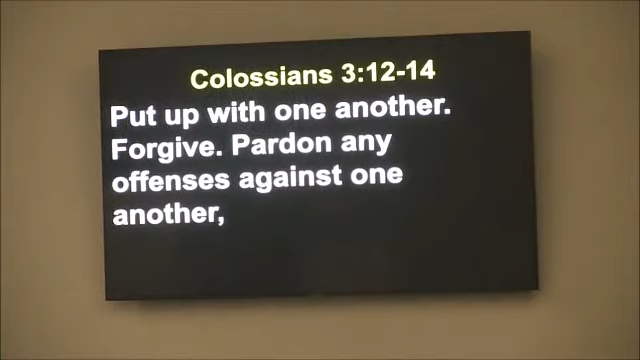 Colossians 3:12-14
Put up with one another.
Forgive. Pardon any
offenses against one
another,